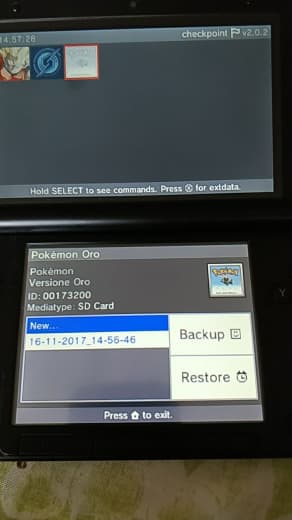 14:57:28
checkpoint v2.0.2
Hold SELECT to see commands. Press Ⓧ for extdata.
Pokémon Oro
Pokémon
Versione Oro
ID: 00173200
Mediatype: SD Card
New...
16-11-2017_14-56-46
Backup
Restore
Press to exit.
Pokémon
Y